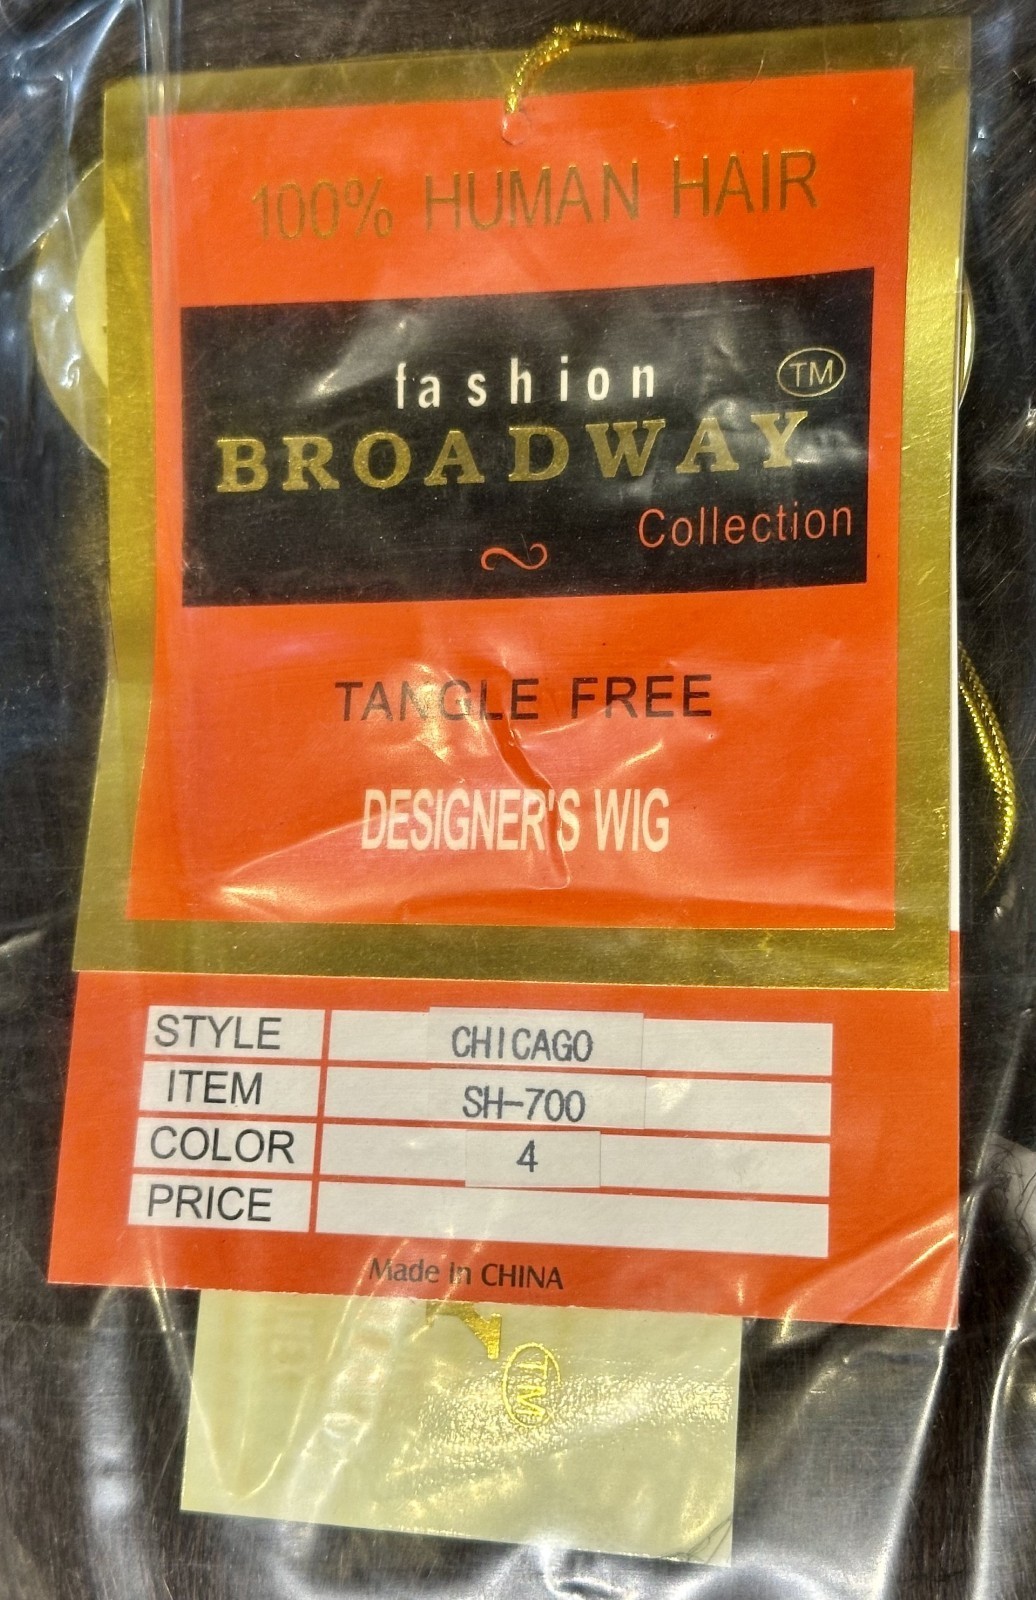 100% HUMAN HAIR
fashion TM
BROADWAY
Collection
TANGLE FREE
DESIGNER'S WIG
STYLE CHICAGO
ITEM SH-700
COLOR 4
PRICE
Made in CHINA
TM